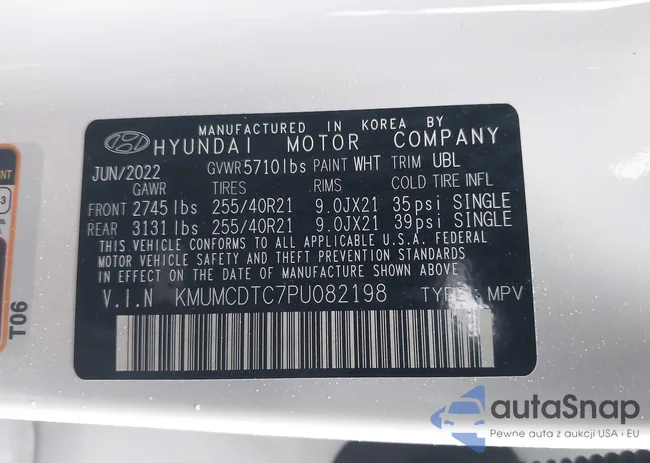 MANUFACTURED IN KOREA BY
HYUNDAI MOTOR COMPANY
JUN/2022 GVWR 5710lbs PAINT WHT TRIM UBL
GAWR TIRES RIMS COLD TIRE INFL
FRONT 2745 lbs 255/40R21 9.0JX21 35psi SINGLE
REAR 3131 lbs 255/40R21 9.0JX21 39psi SINGLE
THIS VEHICLE CONFORMS TO ALL APPLICABLE U.S.A. FEDERAL
MOTOR VEHICLE SAFETY AND THEFT PREVENTION STANDARDS
IN EFFECT ON THE DATE OF MANUFACTURE SHOWN ABOVE.
V.I.N KMUMCDTC7PU082198 TYPE: MPV
T06
autaSnap
Pewne auta z aukcji USA i EU